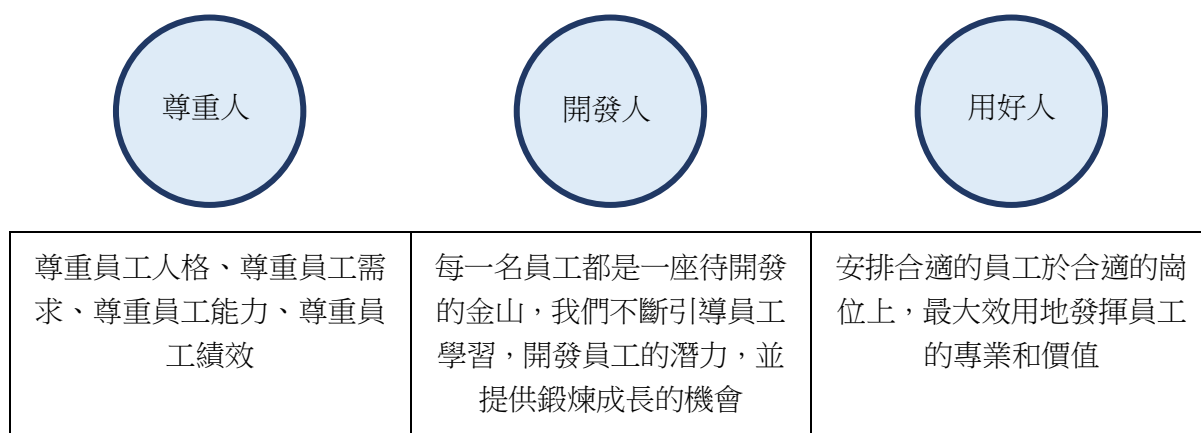 尊重人
開發人
用好人
尊重員工人格、尊重員工需
求、尊重員工能力、尊重員
工績效
每一名員工都是一座待開發
的金山，我們不斷引導員工
學習，開發員工的潛力，並
提供鍛煉成長的機會
安排合適的員工於合適的崗
位上，最大效用地發揮員工
的專業和價值